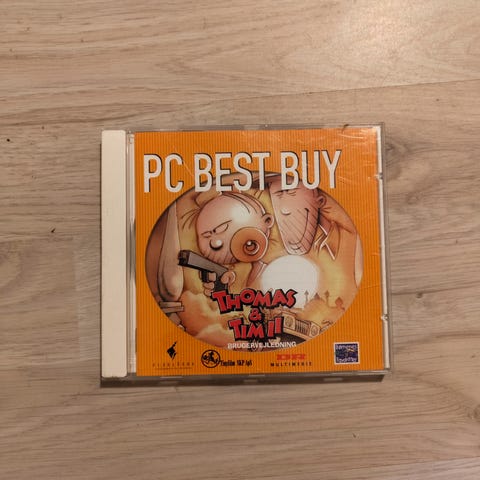 PC BEST BUY
THOMAS
&
TIM II
BRUGERVEJLEDNING
DR
MULTIMEDIE